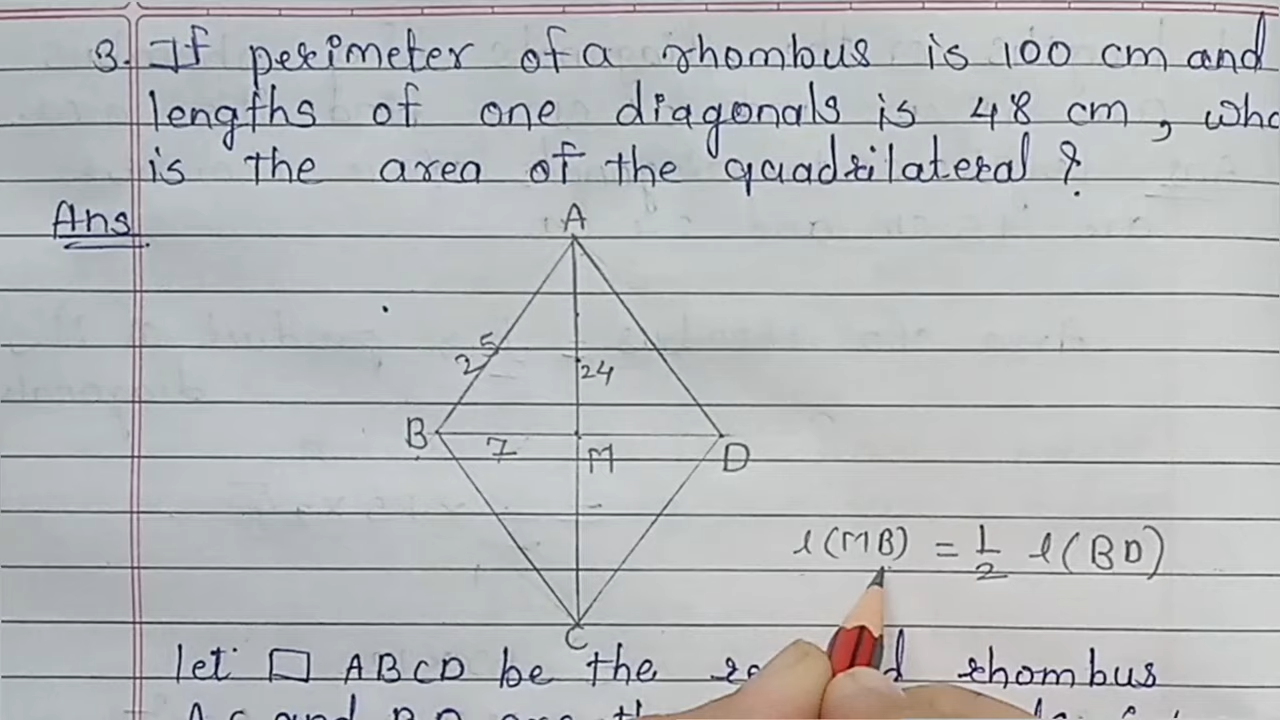 3. If perimeter of a rhombus is 100 cm and
lengths of one diagonals is 48 cm, wha
is the area of the quadrilateral ?
Ans
A
25
24
B
7
M
D
l(MB) = 1/2 l(BD)
C
let □ ABCD be the rhombus